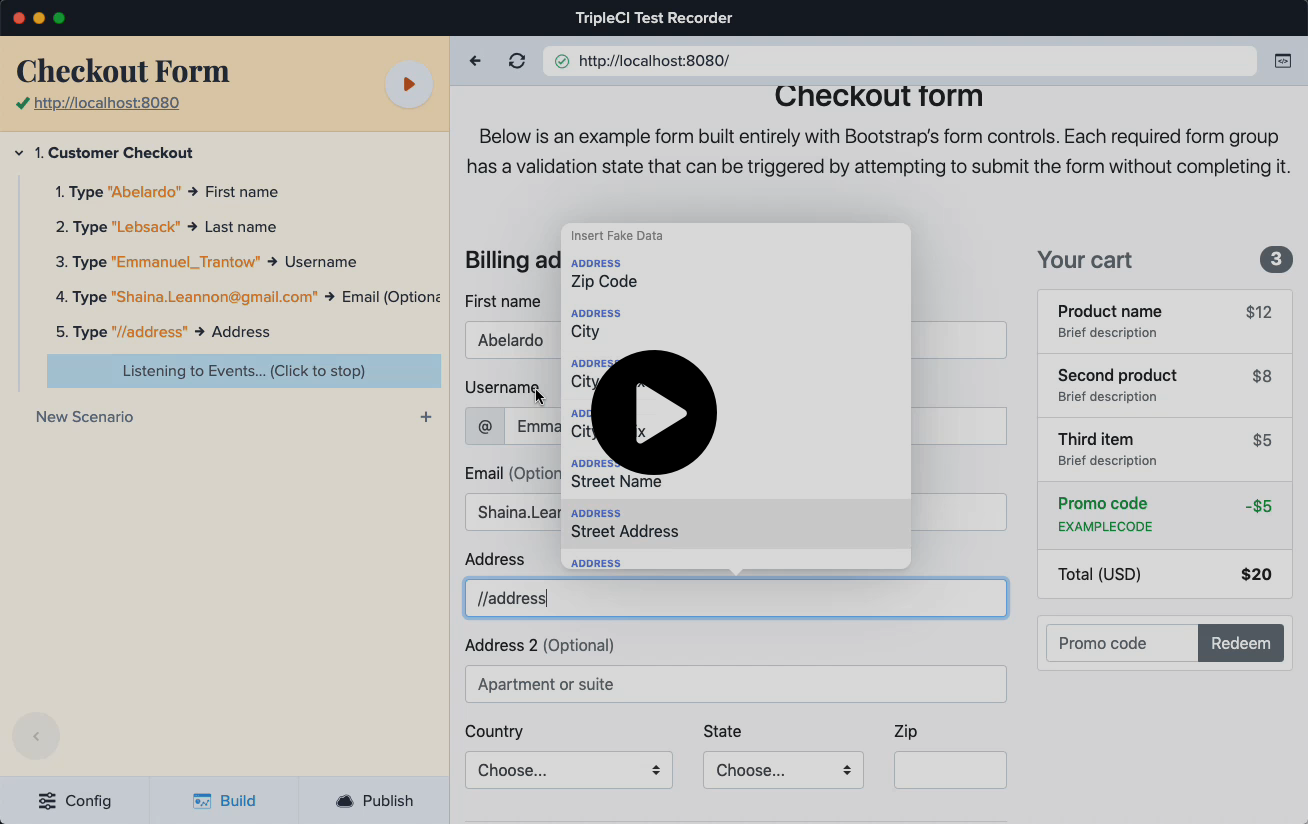 TripleCI Test Recorder
Checkout Form
http://localhost:8080
1. Customer Checkout
1. Type "Abelardo" → First name
2. Type "Lebsack" → Last name
3. Type "Emmanuel_Trantow" → Username
4. Type "Shaina.Leannon@gmail.com" → Email (Optiona
5. Type "//address" → Address
Listening to Events... (Click to stop)
New Scenario +
Config
Build
Publish
http://localhost:8080/
Checkout form
Below is an example form built entirely with Bootstrap's form controls. Each required form group
has a validation state that can be triggered by attempting to submit the form without completing it.
Billing ad
First name
Abelardo
Username
@ Emma
Email (Option
Shaina.Lear
Insert Fake Data
ADDRESS
Zip Code
ADDRESS
City
ADDRESS
City
ADD
City
ADDRESS
Street Name
ADDRESS
Street Address
ADDRESS
Address
//address
Address 2 (Optional)
Apartment or suite
Country
Choose...
State
Choose...
Zip
Your cart 3
Product name $12
Brief description
Second product $8
Brief description
Third item $5
Brief description
Promo code -$5
EXAMPLECODE
Total (USD) $20
Promo code Redeem